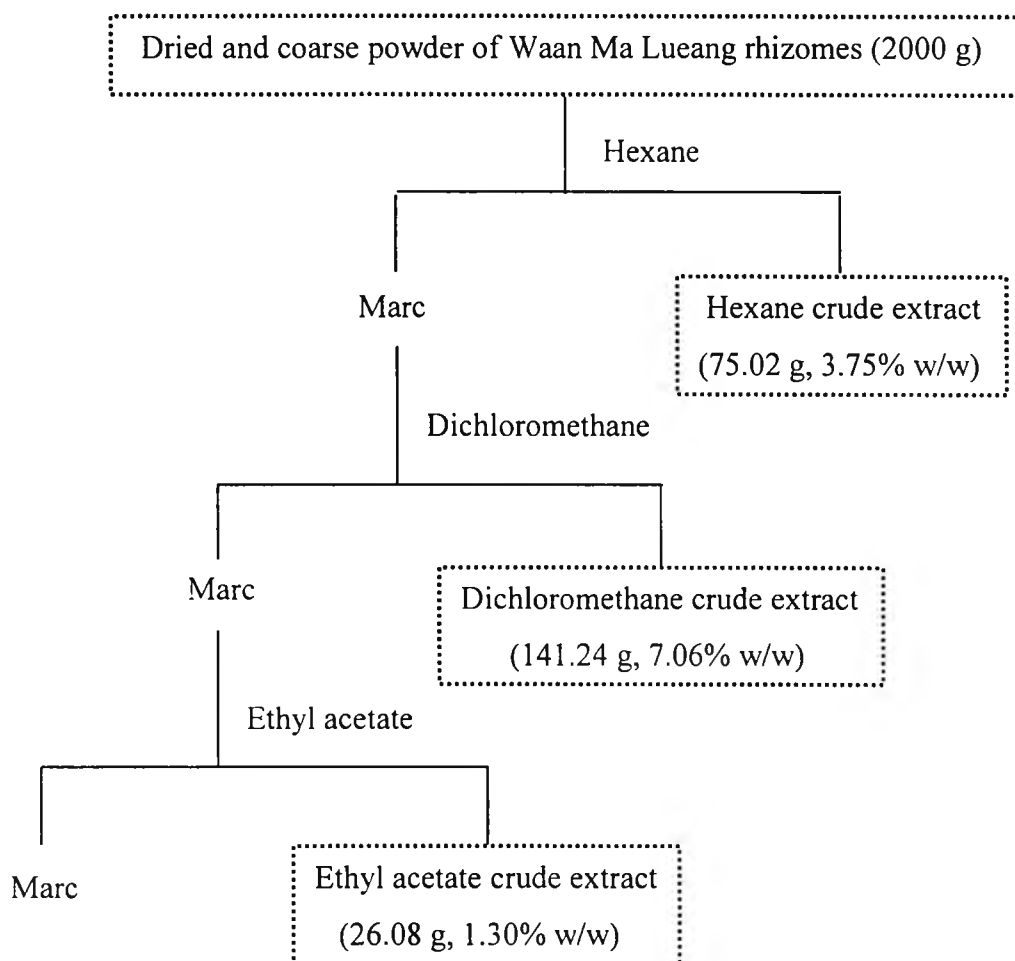 Dried and coarse powder of Waan Ma Lueang rhizomes (2000 g)
Hexane
Marc
Hexane crude extract
(75.02 g, 3.75% w/w)
Dichloromethane
Marc
Dichloromethane crude extract
(141.24 g, 7.06% w/w)
Ethyl acetate
Marc
Ethyl acetate crude extract
(26.08 g, 1.30% w/w)